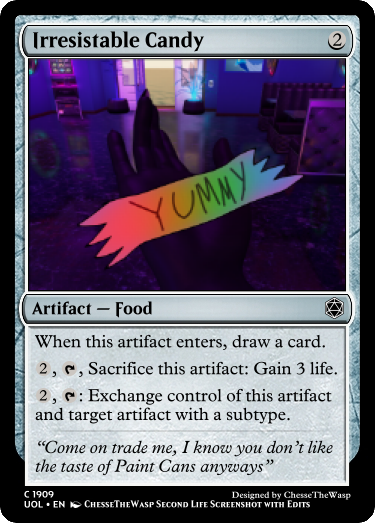 Irresistable Candy 2
YUMMY
Artifact — Food
When this artifact enters, draw a card.
2, , Sacrifice this artifact: Gain 3 life.
2, : Exchange control of this artifact
and target artifact with a subtype.
“Come on trade me, I know you don’t like
the taste of Paint Cans anyways”
C 1909
Designed by ChesseTheWasp
UOL • EN ChesseTheWasp Second Life Screenshot with Edits